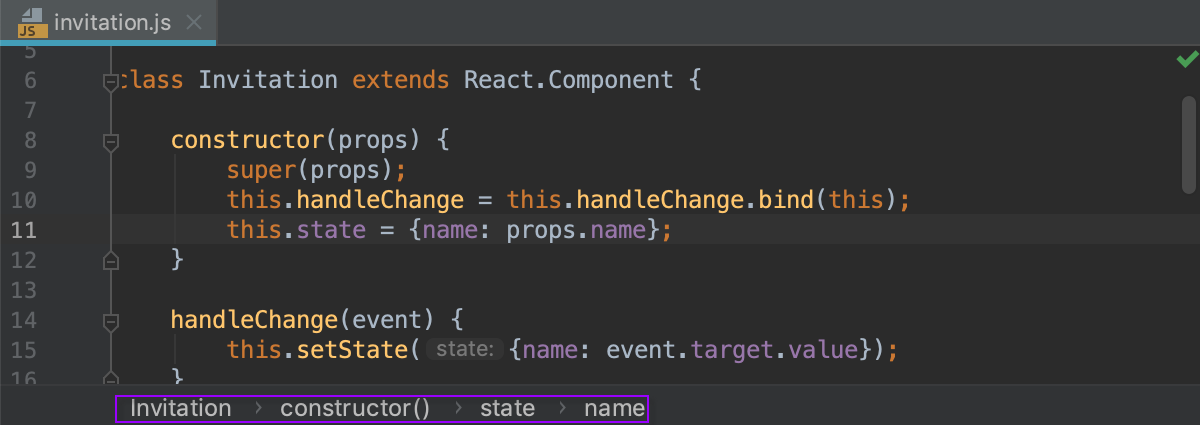 JS invitation.js
5
6 class Invitation extends React.Component {
7
8 constructor(props) {
9 super(props);
10 this.handleChange = this.handleChange.bind(this);
11 this.state = {name: props.name};
12 }
13
14 handleChange(event) {
15 this.setState( state: {name: event.target.value});
16 }
Invitation › constructor() › state › name